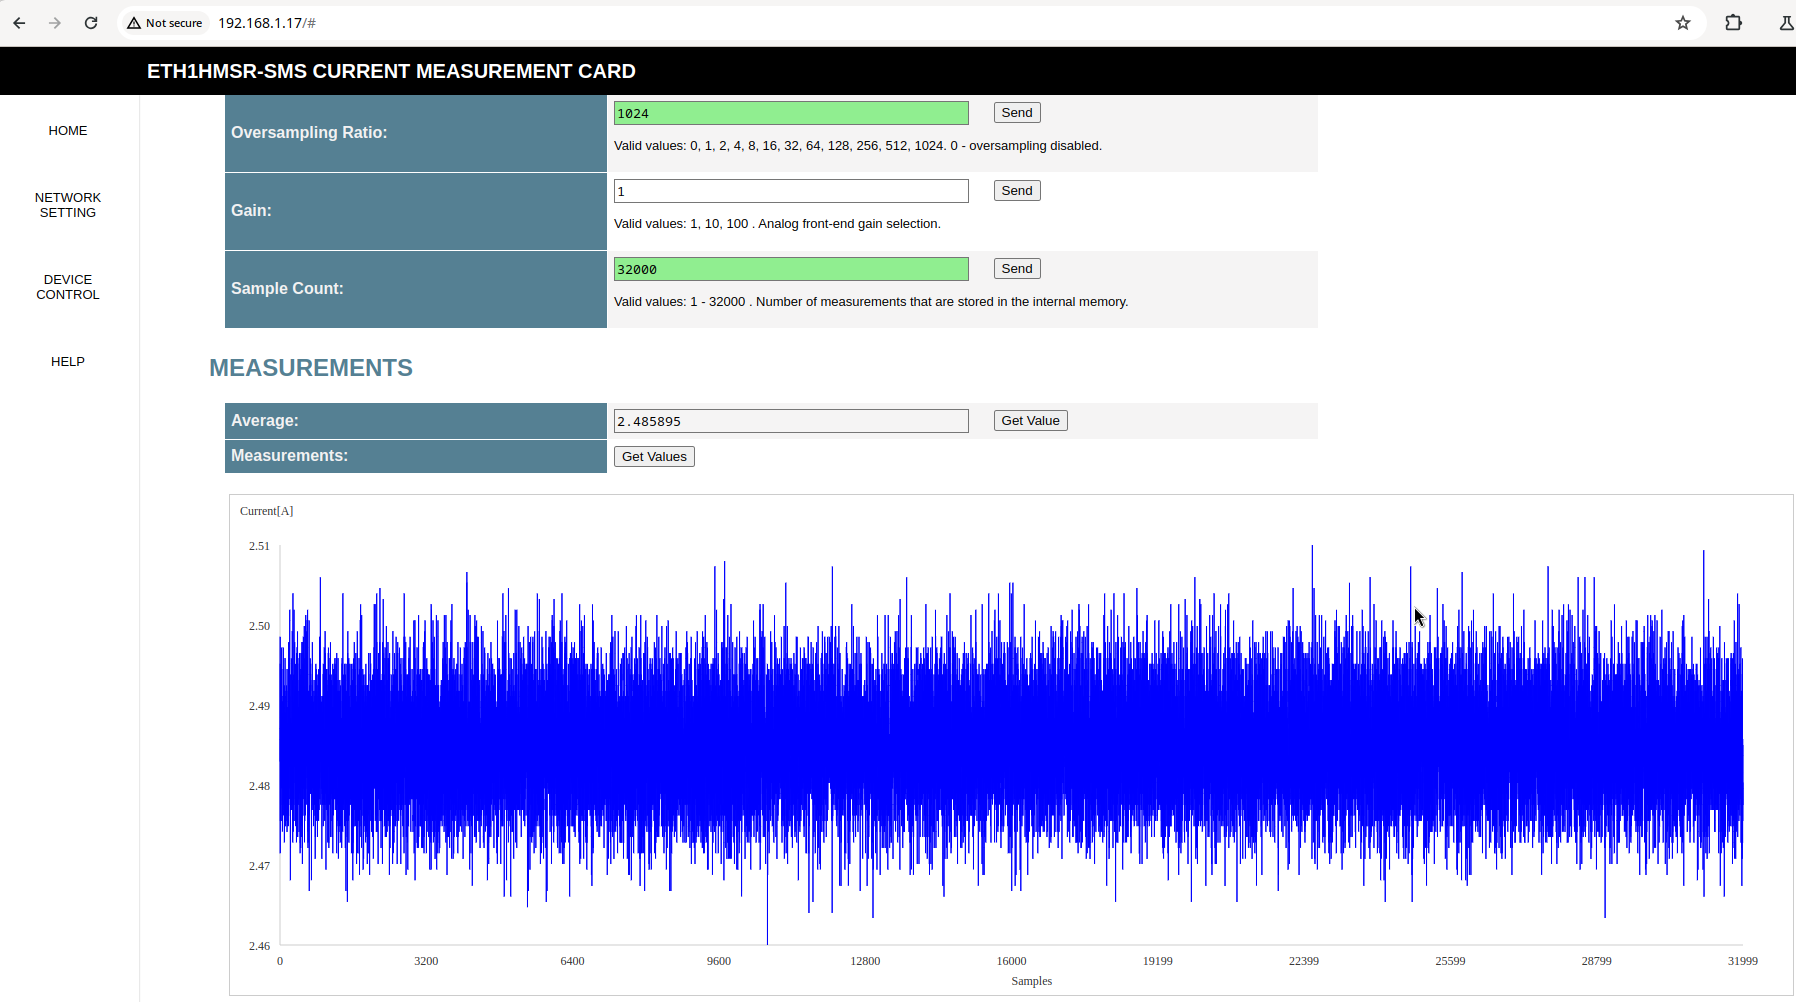 Not secure 192.168.1.17/#
ETH1HMSR-SMS CURRENT MEASUREMENT CARD
HOME
NETWORK
SETTING
DEVICE
CONTROL
HELP
Oversampling Ratio:
1024
Send
Valid values: 0, 1, 2, 4, 8, 16, 32, 64, 128, 256, 512, 1024. 0 - oversampling disabled.
Gain:
1
Send
Valid values: 1, 10, 100 . Analog front-end gain selection.
Sample Count:
32000
Send
Valid values: 1 - 32000 . Number of measurements that are stored in the internal memory.
MEASUREMENTS
Average:
2.485895
Get Value
Measurements:
Get Values
Current[A]
2.51
2.50
2.49
2.48
2.47
2.46
0 3200 6400 9600 12800 16000 19199 22399 25599 28799 31999
Samples